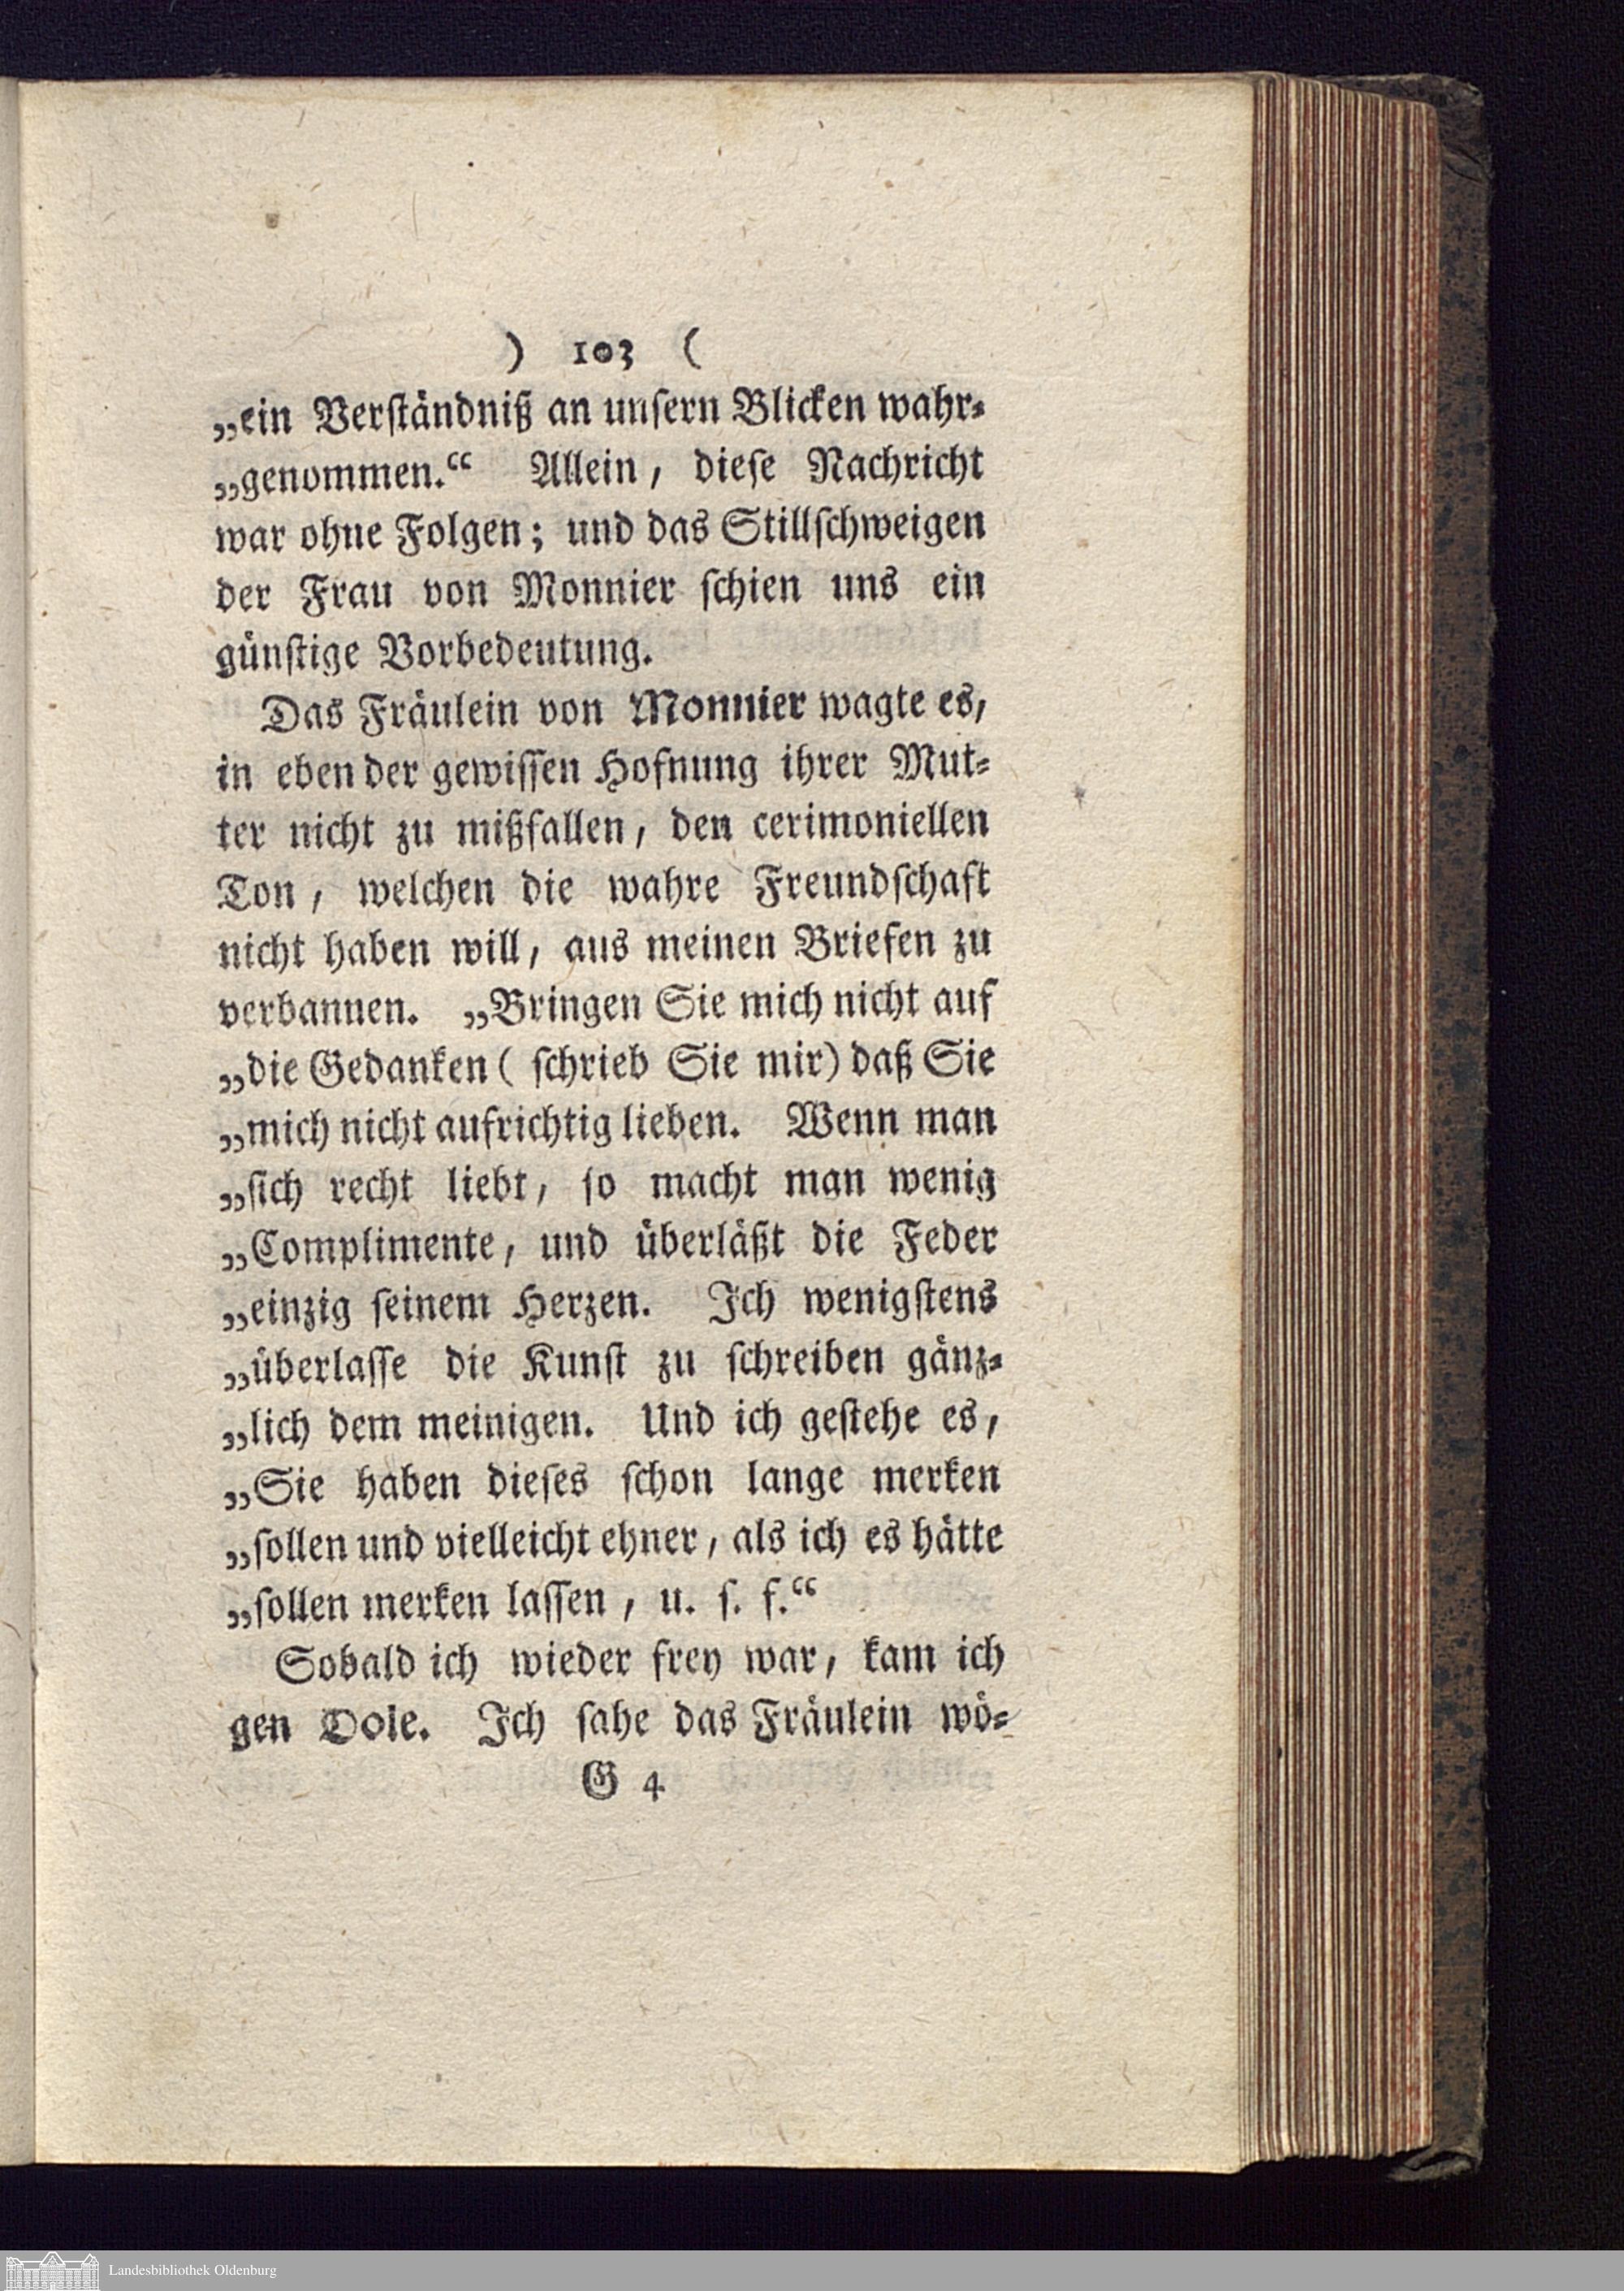 ) 103 (
„ein Verſtändniß an unſern Blicken wahr⸗
„genommen.“ Allein, dieſe Nachricht
war ohne Folgen; und das Stillſchweigen
der Frau von Monnier ſchien uns ein
günſtige Vorbedeutung.
Das Fräulein von Monnier wagte es,
in eben der gewiſſen Hofnung ihrer Mut⸗
ter nicht zu mißfallen, den cerimoniellen
Ton, welchen die wahre Freundſchaft
nicht haben will, aus meinen Briefen zu
verbannen. „Bringen Sie mich nicht auf
„die Gedanken ( ſchrieb Sie mir) daß Sie
„mich nicht aufrichtig lieben. Wenn man
„ſich recht liebt, ſo macht man wenig
„Complimente, und überläßt die Feder
„einzig ſeinem Herzen. Ich wenigſtens
„überlaſſe die Kunſt zu ſchreiben gänz⸗
„lich dem meinigen. Und ich geſtehe es,
„Sie haben dieſes ſchon lange merken
„ſollen und vielleicht ehner, als ich es hätte
„ſollen merken laſſen, u. ſ. f.“
Sobald ich wieder frey war, kam ich
gen Dole. Ich ſahe das Fräulein wö⸗
G 4
Landesbibliothek Oldenburg